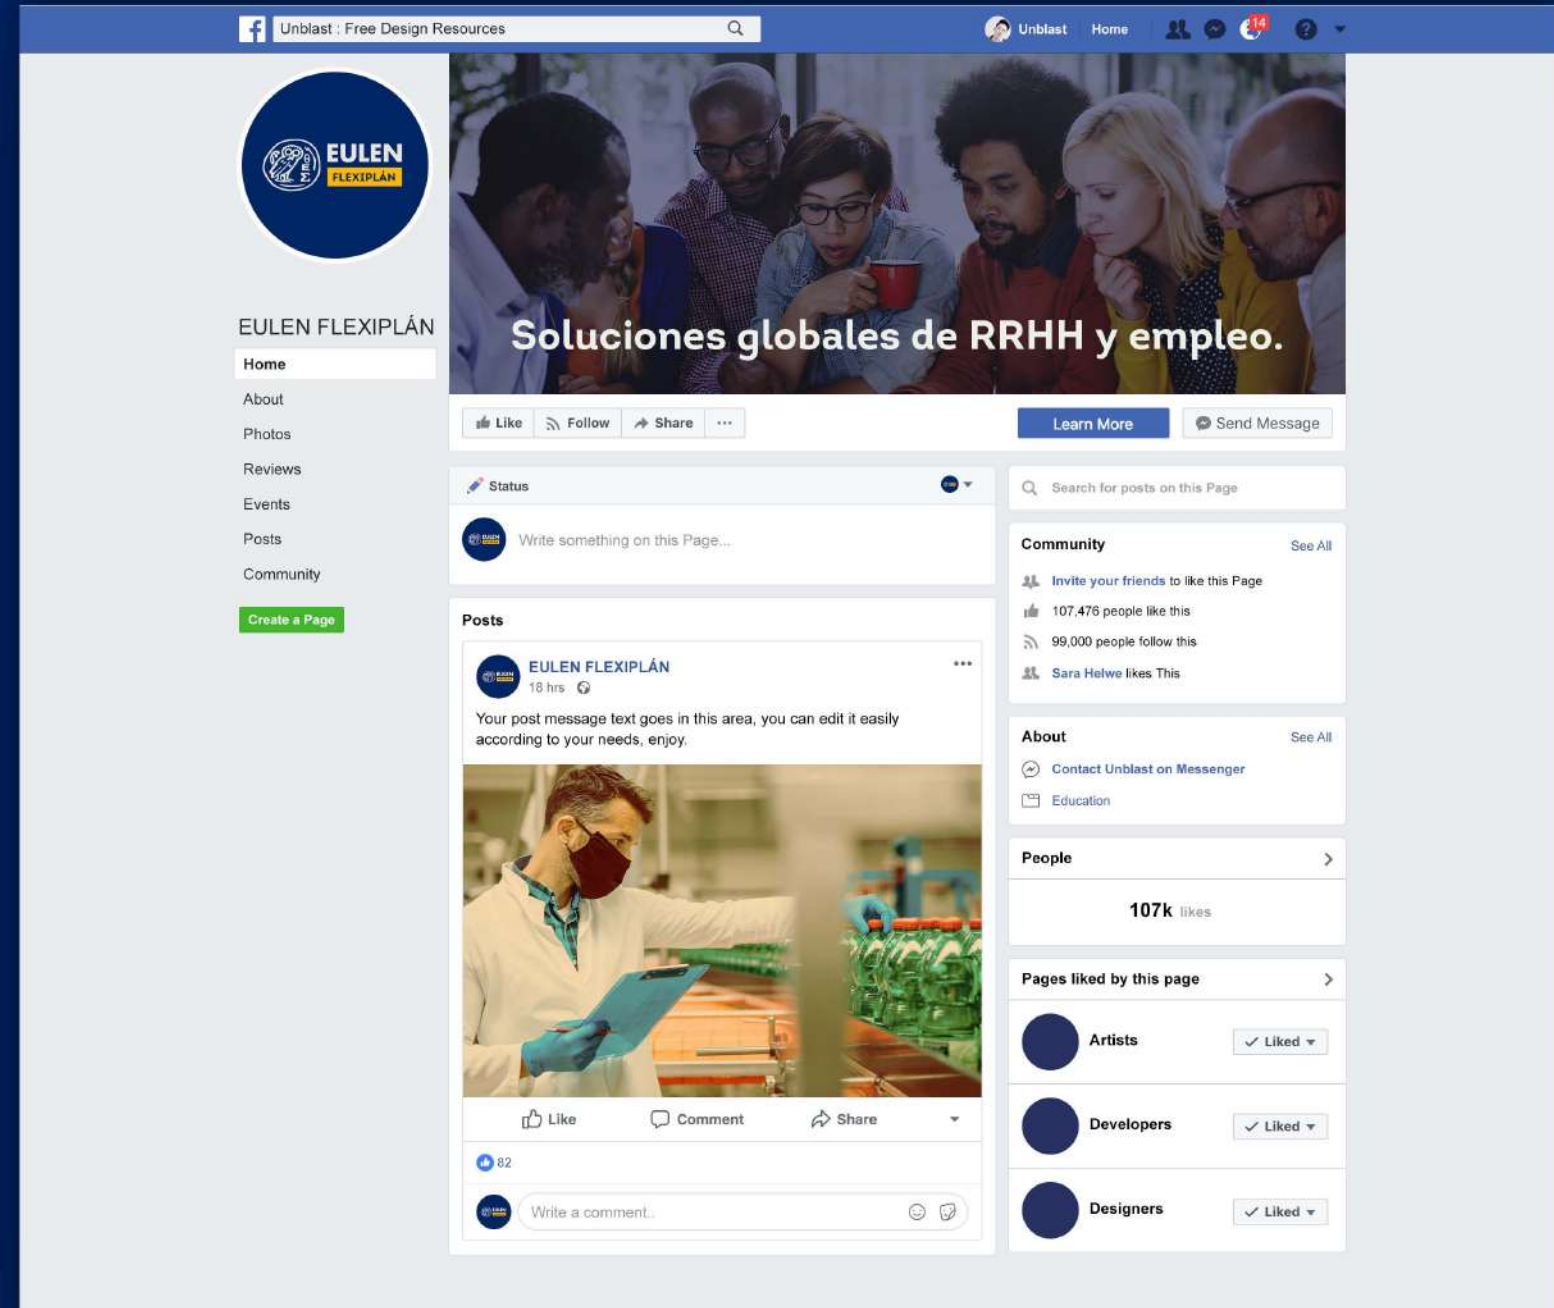 Unblast : Free Design Resources
Unblast
Home
14
EULEN
FLEXIPLÁN
EULEN FLEXIPLÁN
Home
About
Photos
Reviews
Events
Posts
Community
Create a Page
Soluciones globales de RRHH y empleo.
Like
Follow
Share
Learn More
Send Message
Status
Write something on this Page...
Posts
EULEN FLEXIPLÁN
18 hrs
Your post message text goes in this area, you can edit it easily
according to your needs, enjoy.
Like
Comment
Share
82
Write a comment..
Search for posts on this Page
Community
See All
Invite your friends to like this Page
107,476 people like this
99,000 people follow this
Sara Helwe likes This
About
See All
Contact Unblast on Messenger
Education
People
107k likes
Pages liked by this page
Artists
Liked
Developers
Liked
Designers
Liked